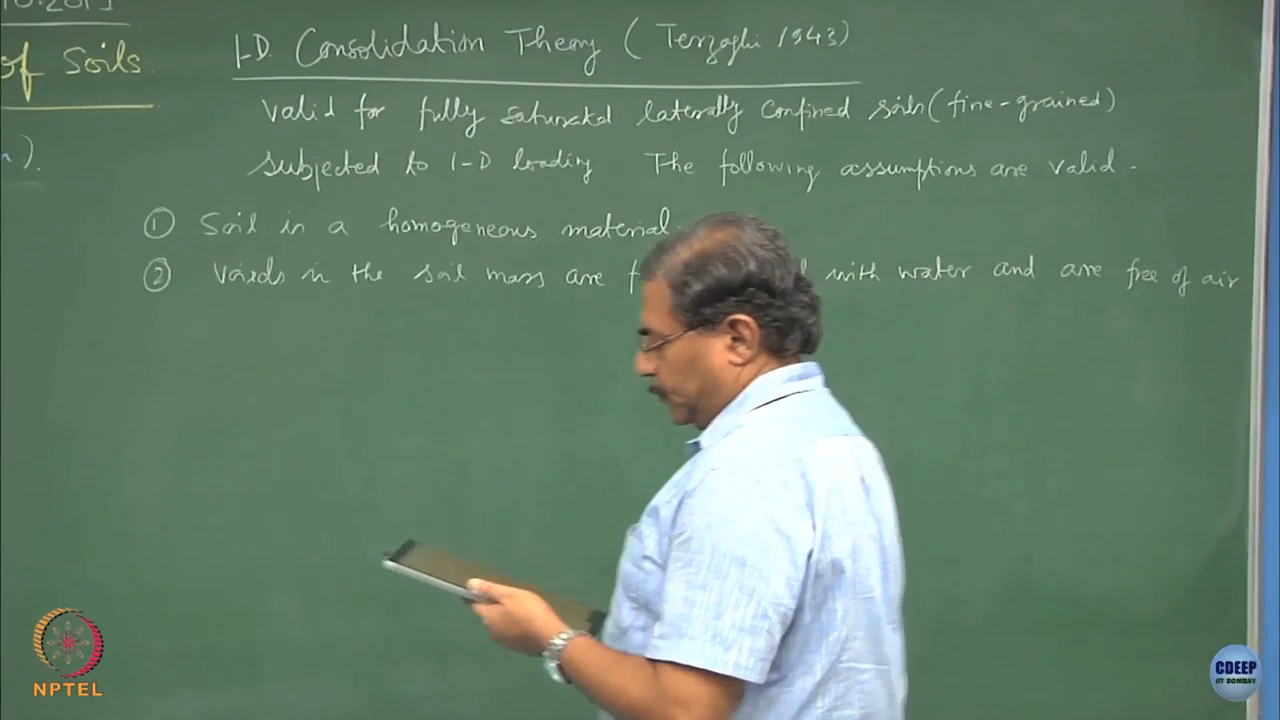 of Soils.
1-D Consolidation Theory (Terzaghi 1943)
Valid for fully saturated laterally confined soils (fine-grained)
subjected to 1-D loading. The following assumptions are valid.
① Soil is a homogeneous material.
② Voids in the soil mass are with water and are free of air
NPTEL
CDEEP
IIT BOMBAY